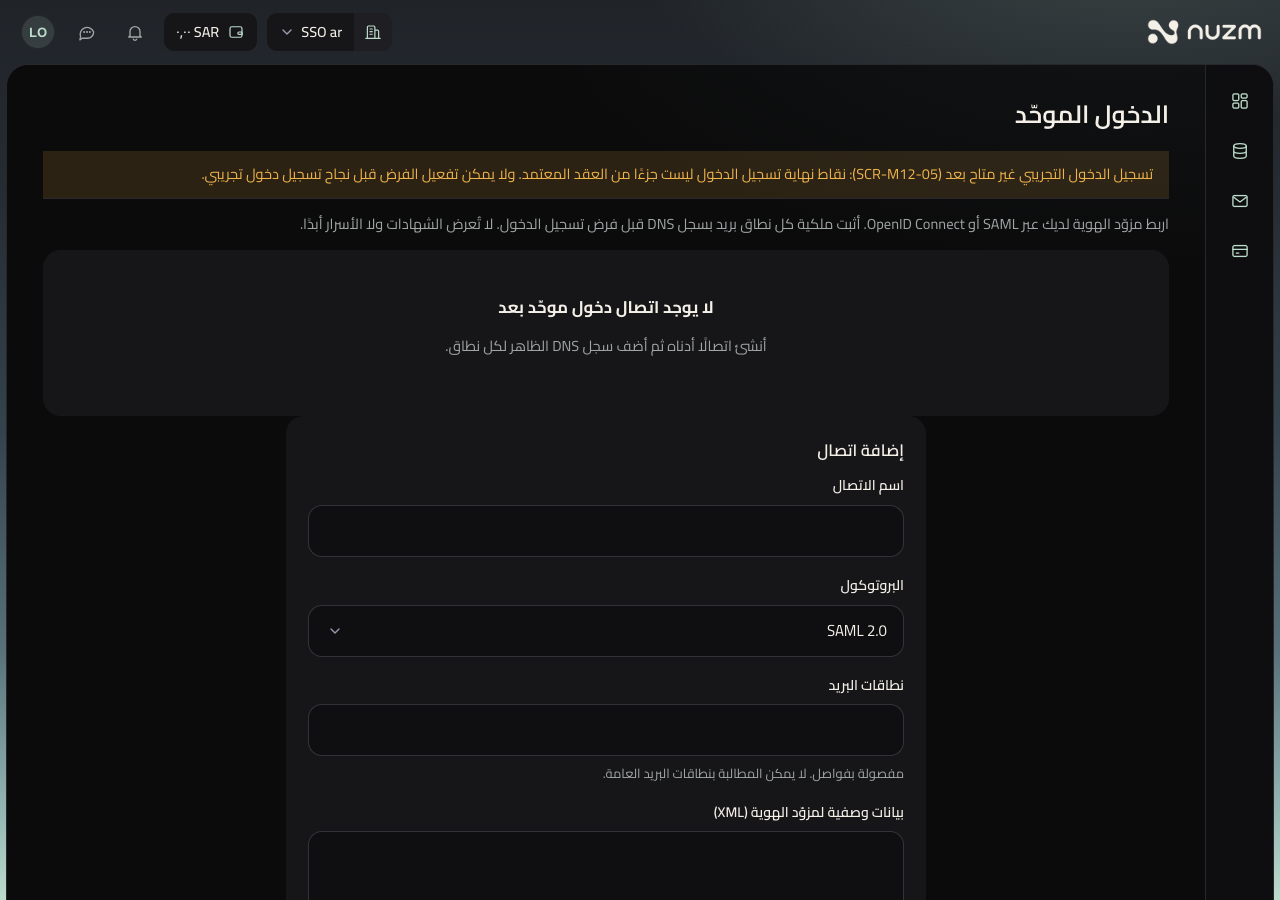 nuzm
SSO ar
٠٫٠٠ SAR
LO
الدخول الموحّد
تسجيل الدخول التجريبي غير متاح بعد (SCR-M12-05): نقاط نهاية تسجيل الدخول ليست جزءًا من العقد المعتمد. ولا يمكن تفعيل الفرض قبل نجاح تسجيل دخول تجريبي.
اربط مزوّد الهوية لديك عبر SAML أو OpenID Connect. أثبت ملكية كل نطاق بريد بسجل DNS قبل فرض تسجيل الدخول. لا تُعرض الشهادات ولا الأسرار أبدًا.
لا يوجد اتصال دخول موحّد بعد
أنشئ اتصالًا أدناه ثم أضف سجل DNS الظاهر لكل نطاق.
إضافة اتصال
اسم الاتصال
البروتوكول
SAML 2.0
نطاقات البريد
مفصولة بفواصل. لا يمكن المطالبة بنطاقات البريد العامة.
بيانات وصفية لمزوّد الهوية (XML)